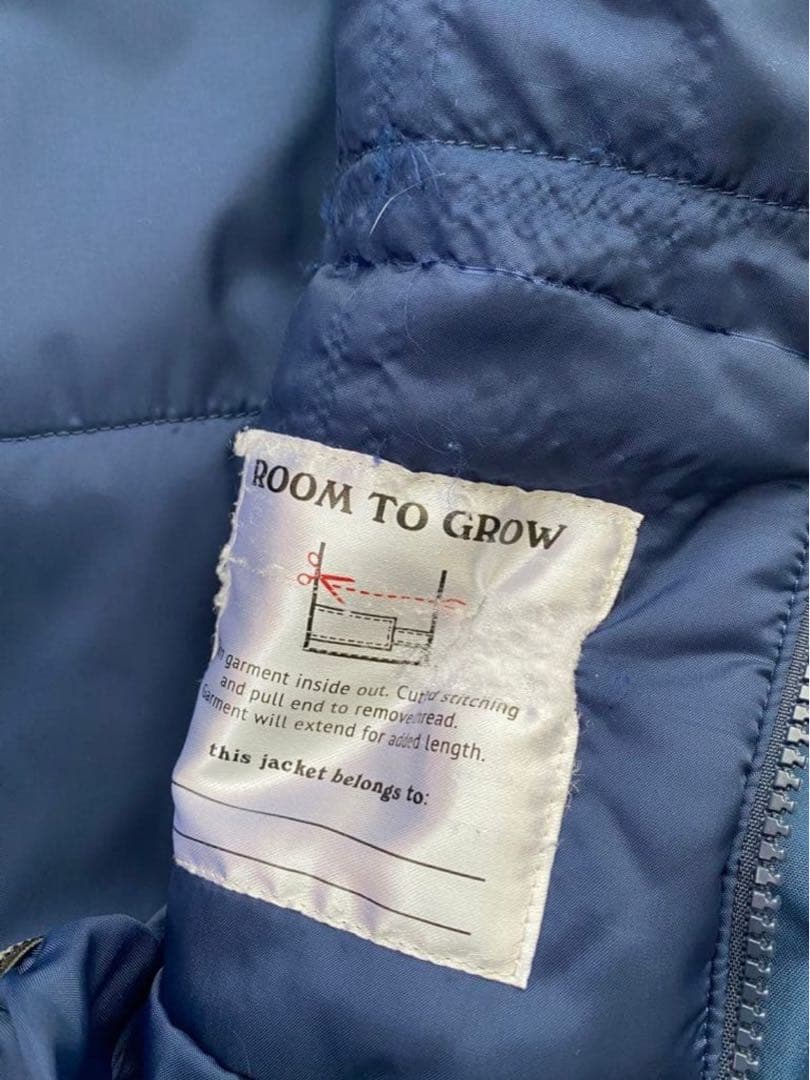 ROOM TO GROW
garment inside out. Cut stitching
and pull end to remove
Garment will extend for added length.
this jacket belongs to: